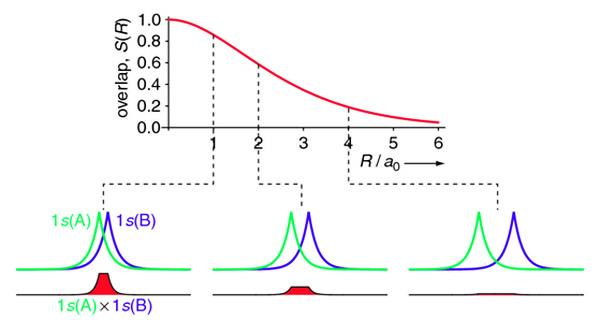 overlap, S(R)
1.0
0.8
0.6
0.4
0.2
0.0
1 2 3 4 5 6
R / a₀
1s(A) 1s(B)
1s(A) × 1s(B)